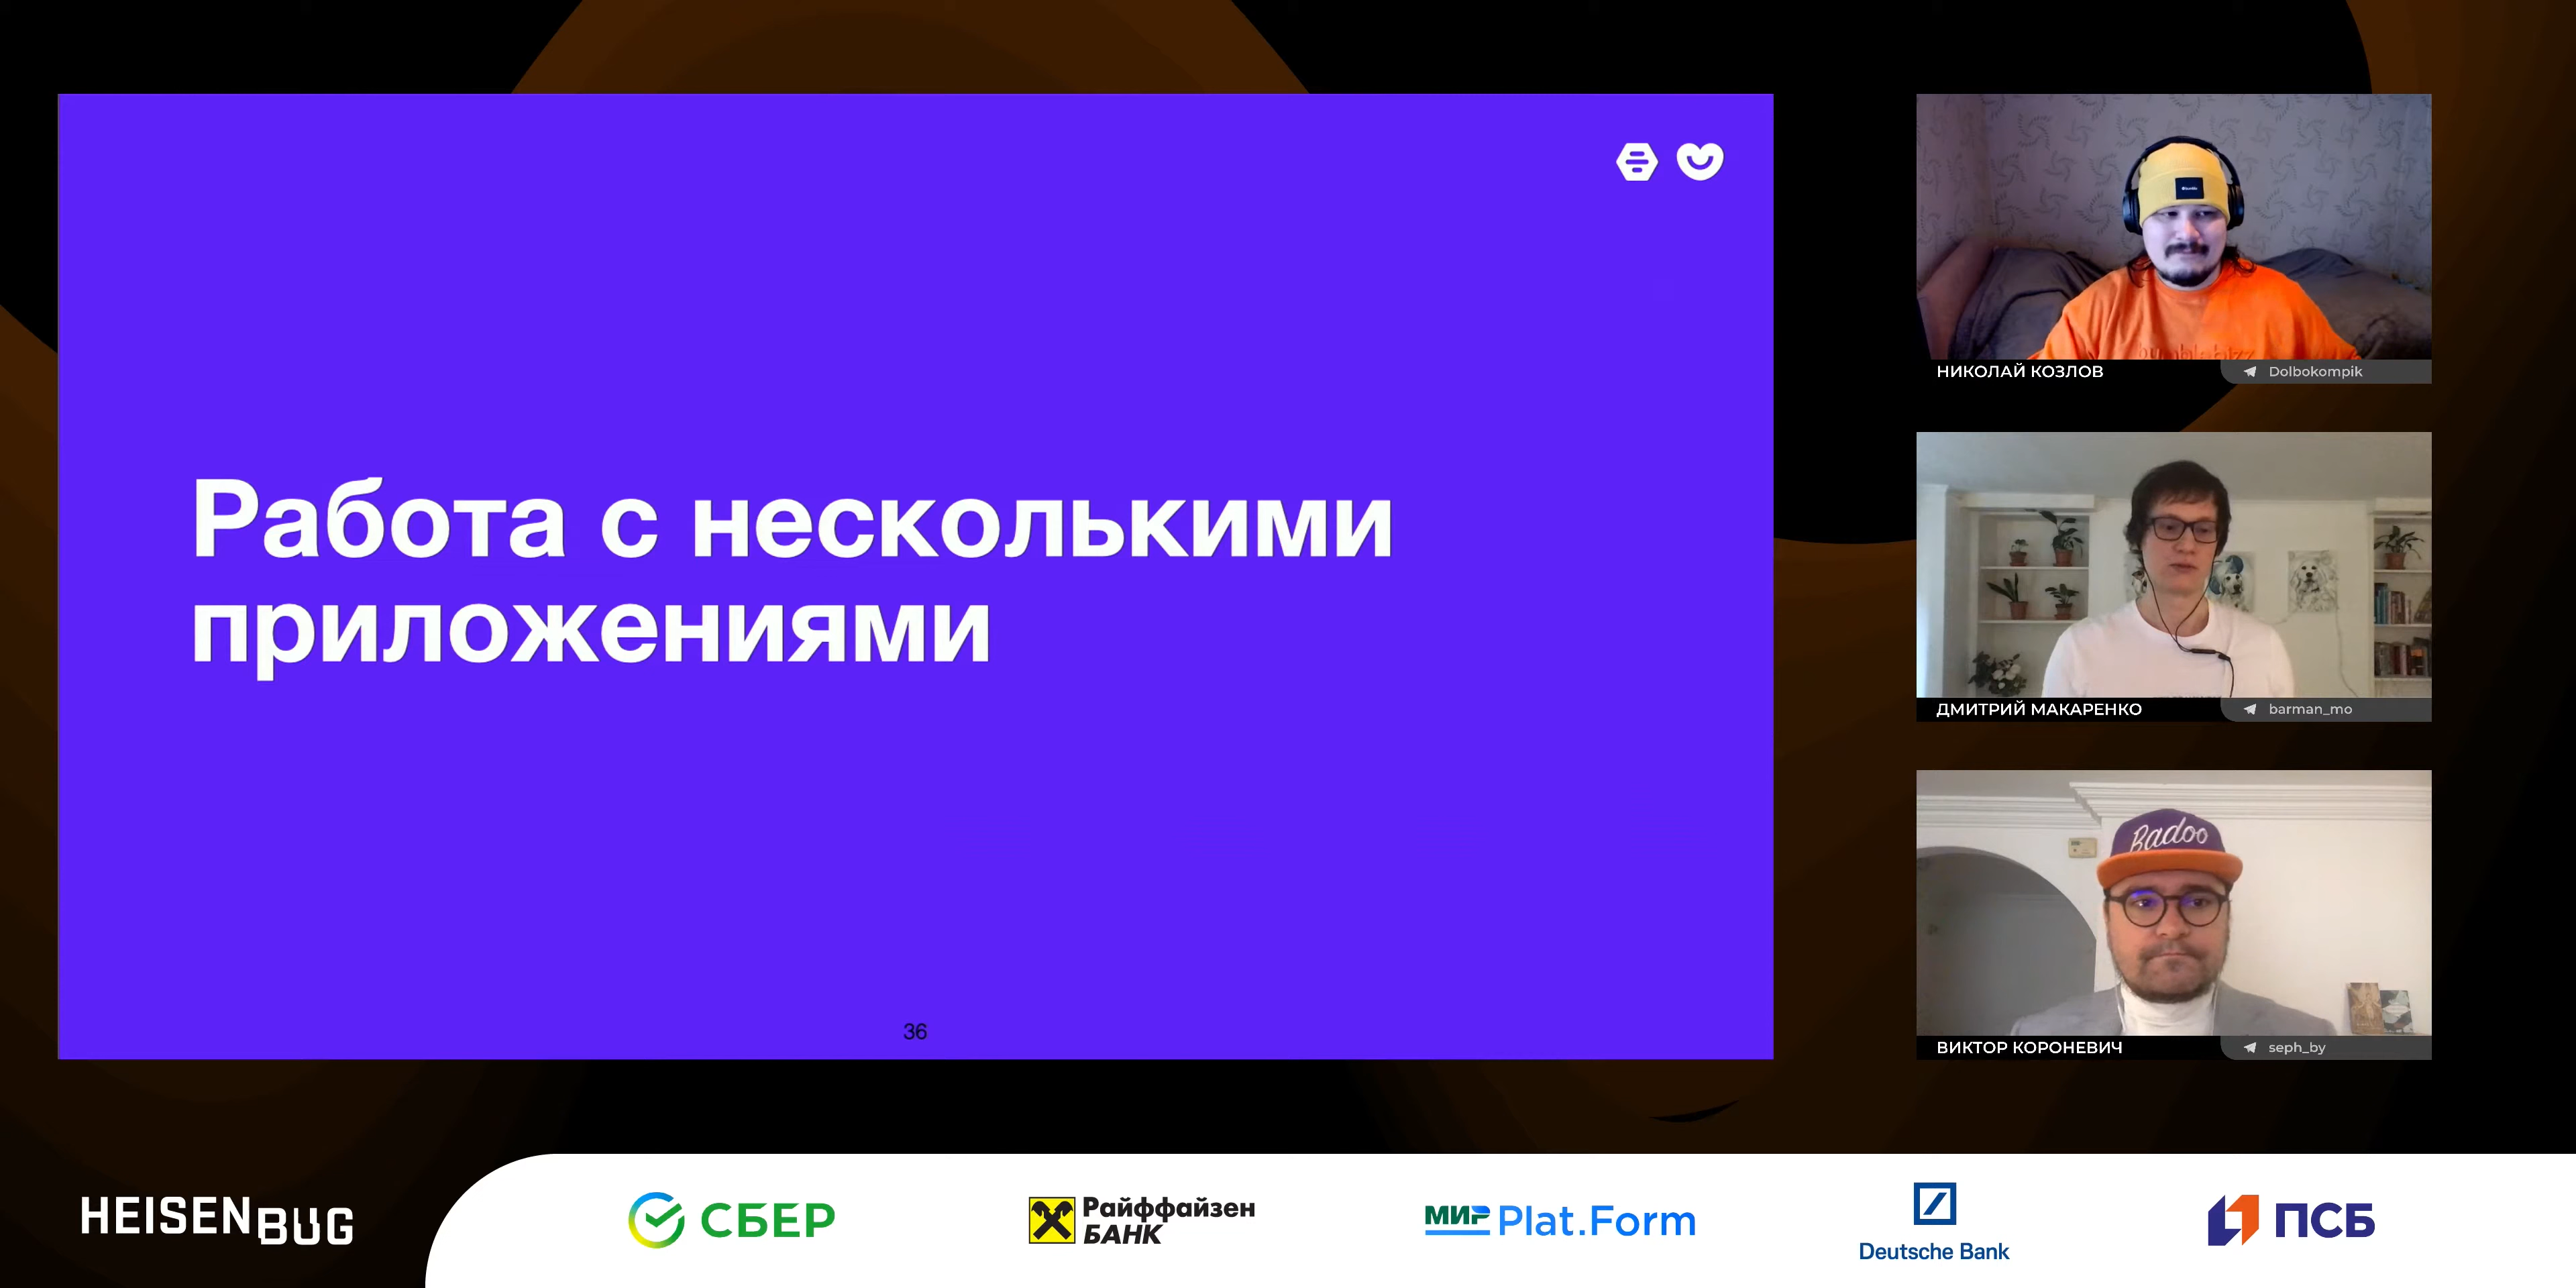 Работа с несколькими
приложениями
36
НИКОЛАЙ КОЗЛОВ
Dolbokompik
ДМИТРИЙ МАКАРЕНКО
barman_mo
Badoo
ВИКТОР КОРОНЕВИЧ
seph_by
HEISENBUG
СБЕР
Райффайзен
БАНК
МИР Plat.Form
Deutsche Bank
ПСБ